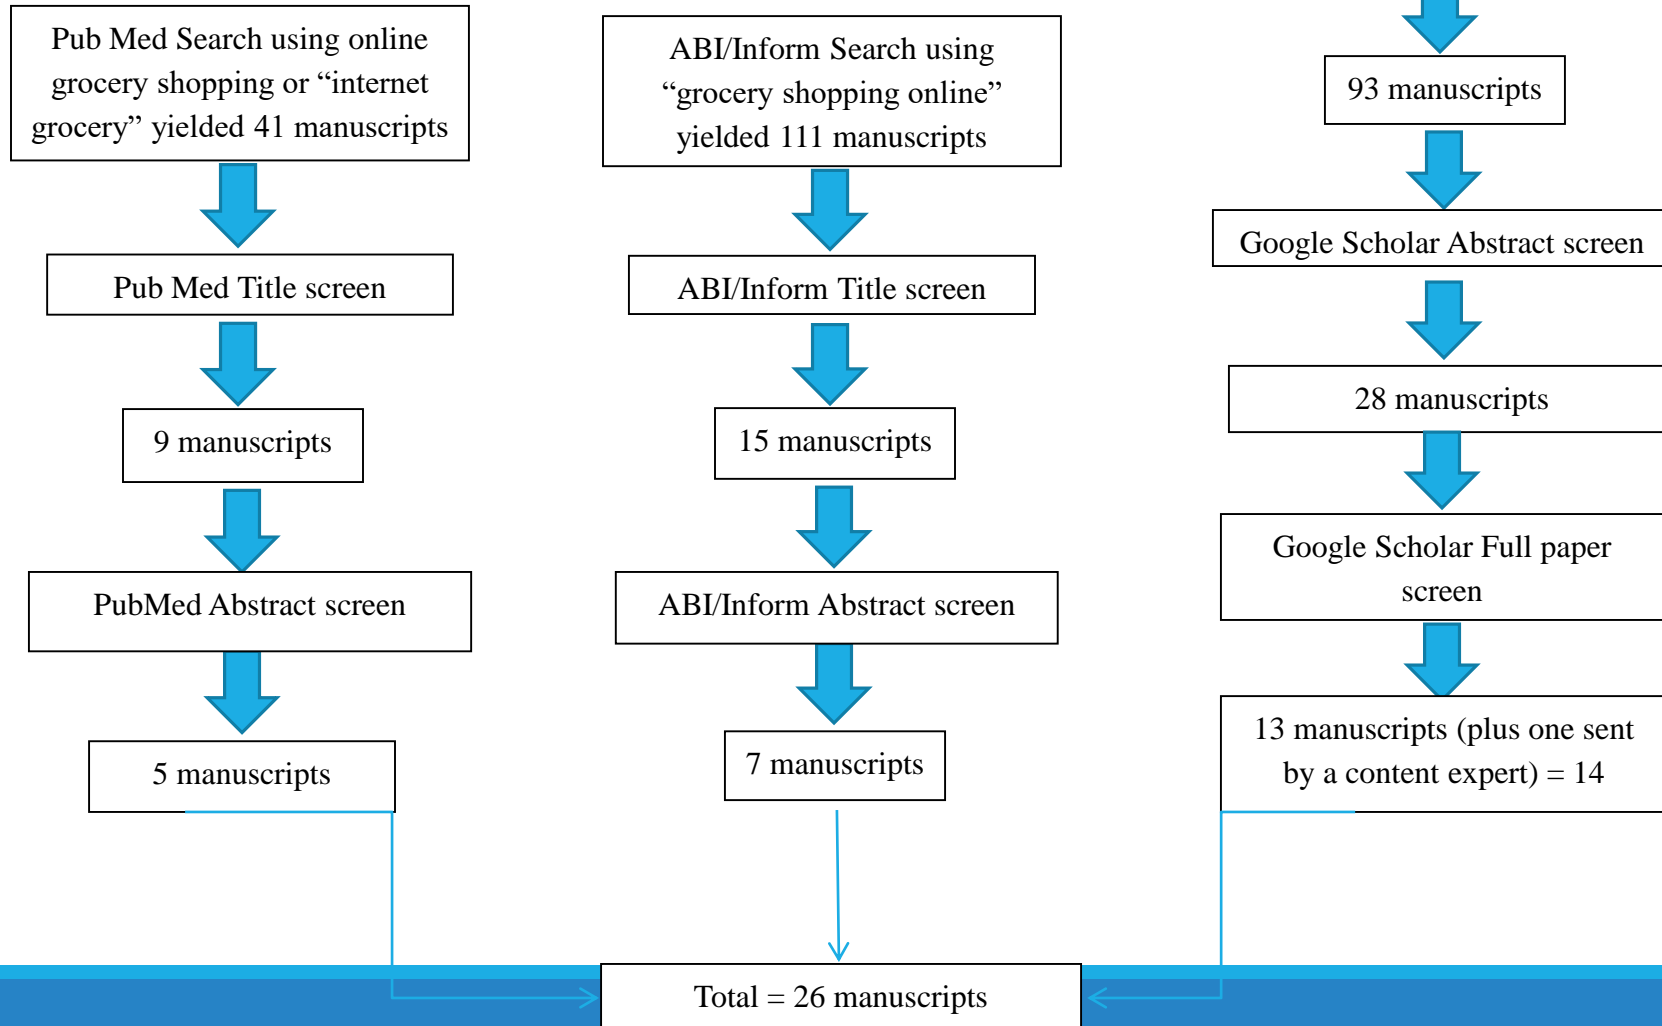 Pub Med Search using online
grocery shopping or “internet
grocery” yielded 41 manuscripts
Pub Med Title screen
9 manuscripts
PubMed Abstract screen
5 manuscripts
ABI/Inform Search using
“grocery shopping online”
yielded 111 manuscripts
ABI/Inform Title screen
15 manuscripts
ABI/Inform Abstract screen
7 manuscripts
93 manuscripts
Google Scholar Abstract screen
28 manuscripts
Google Scholar Full paper
screen
13 manuscripts (plus one sent
by a content expert) = 14
Total = 26 manuscripts